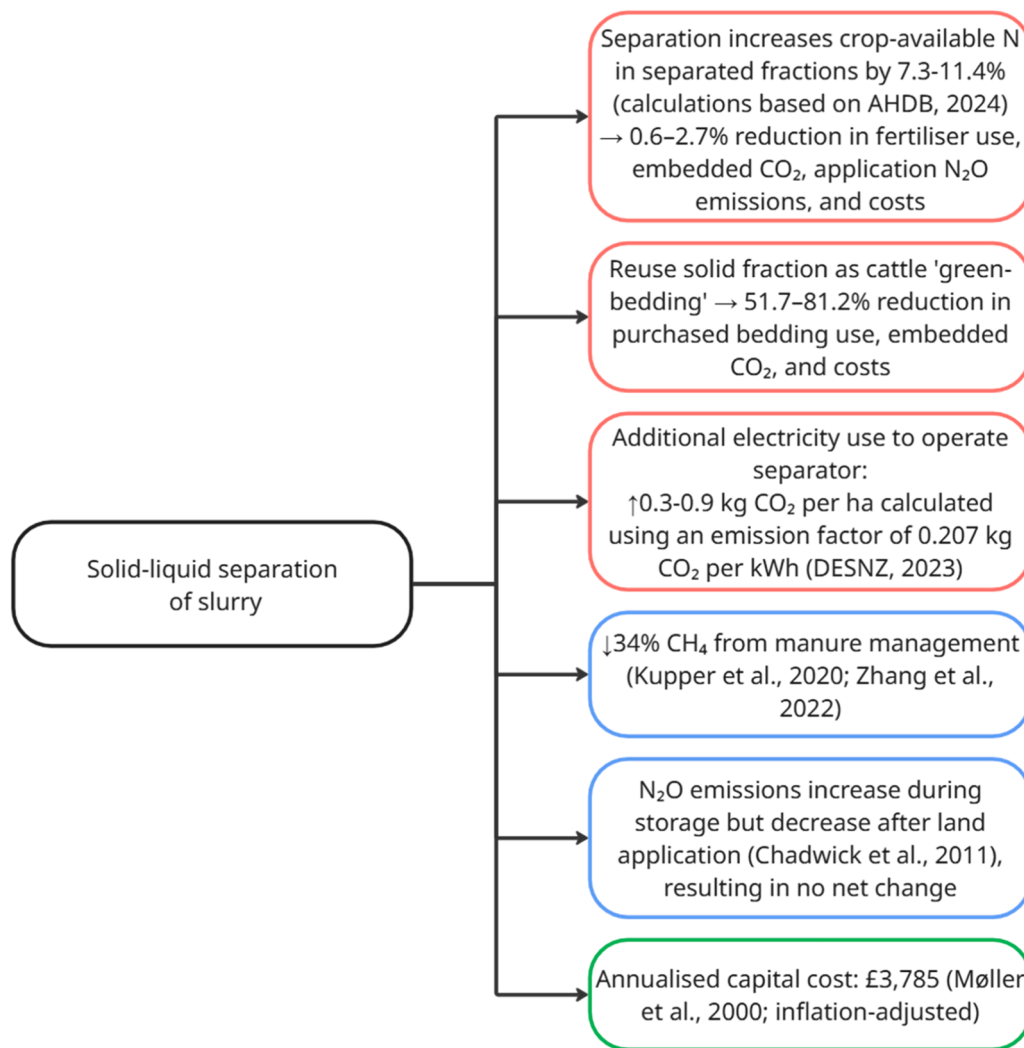 Separation increases crop-available N
in separated fractions by 7.3-11.4%
(calculations based on AHDB, 2024)
→ 0.6–2.7% reduction in fertiliser use,
embedded CO₂, application N₂O
emissions, and costs
Reuse solid fraction as cattle 'green-
bedding' → 51.7–81.2% reduction in
purchased bedding use, embedded
CO₂, and costs
Additional electricity use to operate
separator:
↑0.3-0.9 kg CO₂ per ha calculated
using an emission factor of 0.207 kg
CO₂ per kWh (DESNZ, 2023)
Solid-liquid separation
of slurry
↓34% CH₄ from manure management
(Kupper et al., 2020; Zhang et al.,
2022)
N₂O emissions increase during
storage but decrease after land
application (Chadwick et al., 2011),
resulting in no net change
Annualised capital cost: £3,785 (Møller
et al., 2000; inflation-adjusted)